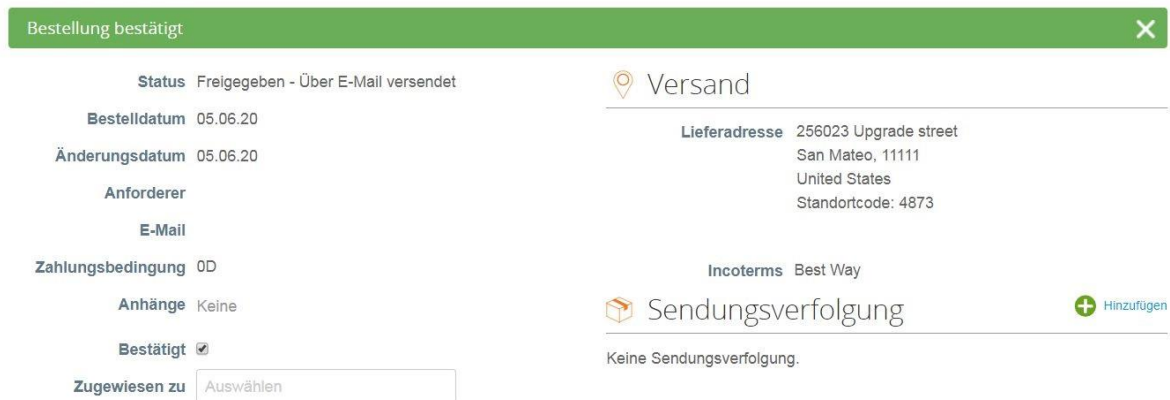 Bestellung bestätigt
Status Freigegeben - Über E-Mail versendet
Bestelldatum 05.06.20
Änderungsdatum 05.06.20
Anforderer
E-Mail
Zahlungsbedingung 0D
Anhänge Keine
Bestätigt
Zugewiesen zu Auswählen
Versand
Lieferadresse 256023 Upgrade street
San Mateo, 11111
United States
Standortcode: 4873
Incoterms Best Way
Sendungsverfolgung Hinzufügen
Keine Sendungsverfolgung.